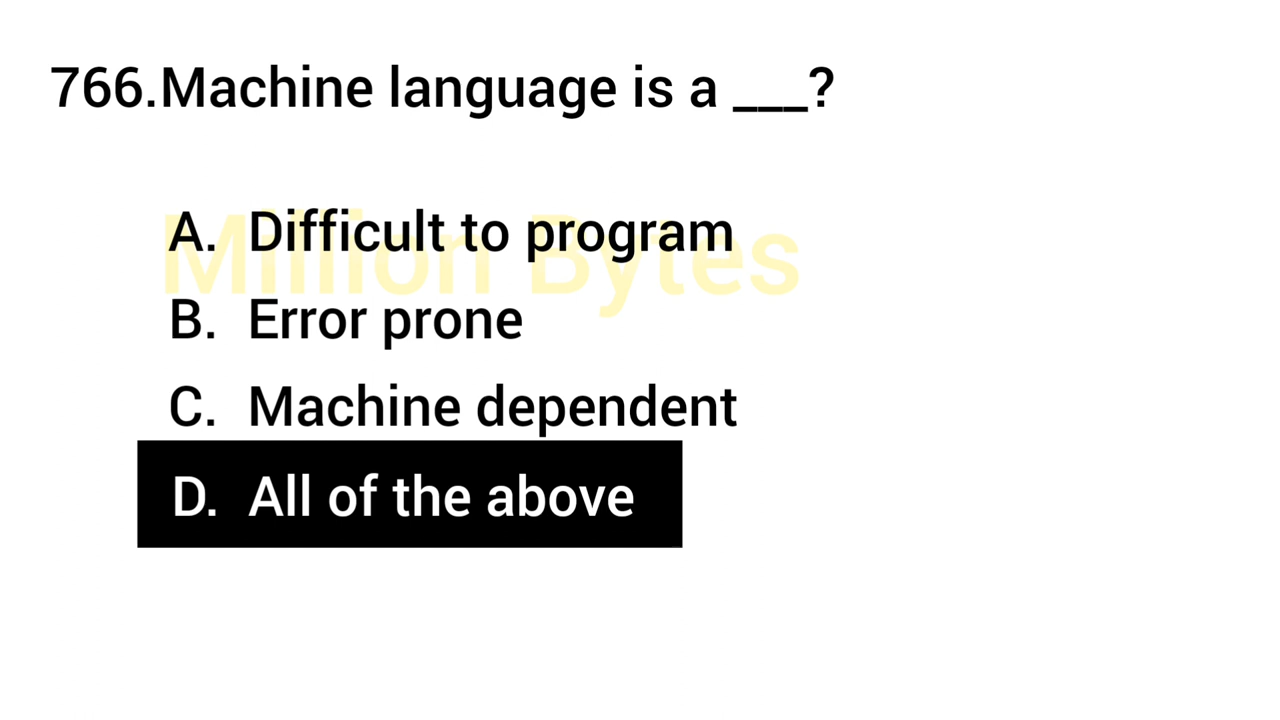 766.Machine language is a ___?
Million Bytes
A. Difficult to program
B. Error prone
C. Machine dependent
D. All of the above